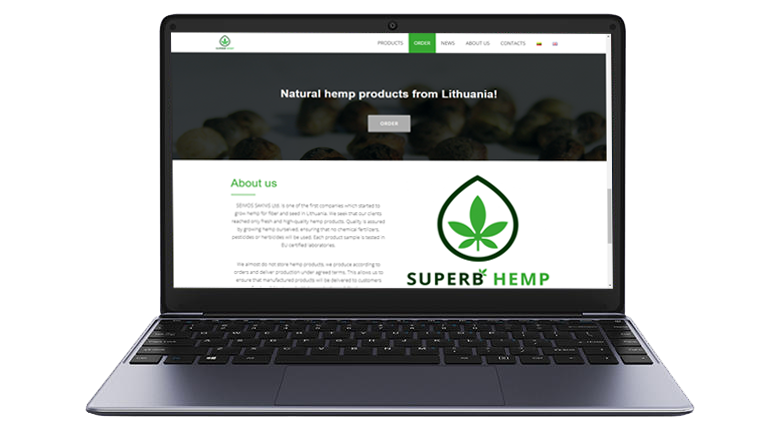 SUPERB HEMP
PRODUCTS ORDER NEWS ABOUT US CONTACTS
Natural hemp products from Lithuania!
ORDER
About us
Ltd. is one of the first companies which started to
grow hemp for fiber and seed in Lithuania. We seek that our clients
reached only fresh and high-quality hemp products. Quality is assured
by growing hemp ourselves, ensuring that no chemical fertilizers,
pesticides or herbicides will be used. Each product sample is tested in
EU certified laboratories.
We almost do not store hemp products; we produce according to
orders and deliver production under agreed terms. This allows us to
ensure that manufactured products will be delivered to customers
SUPERB HEMP